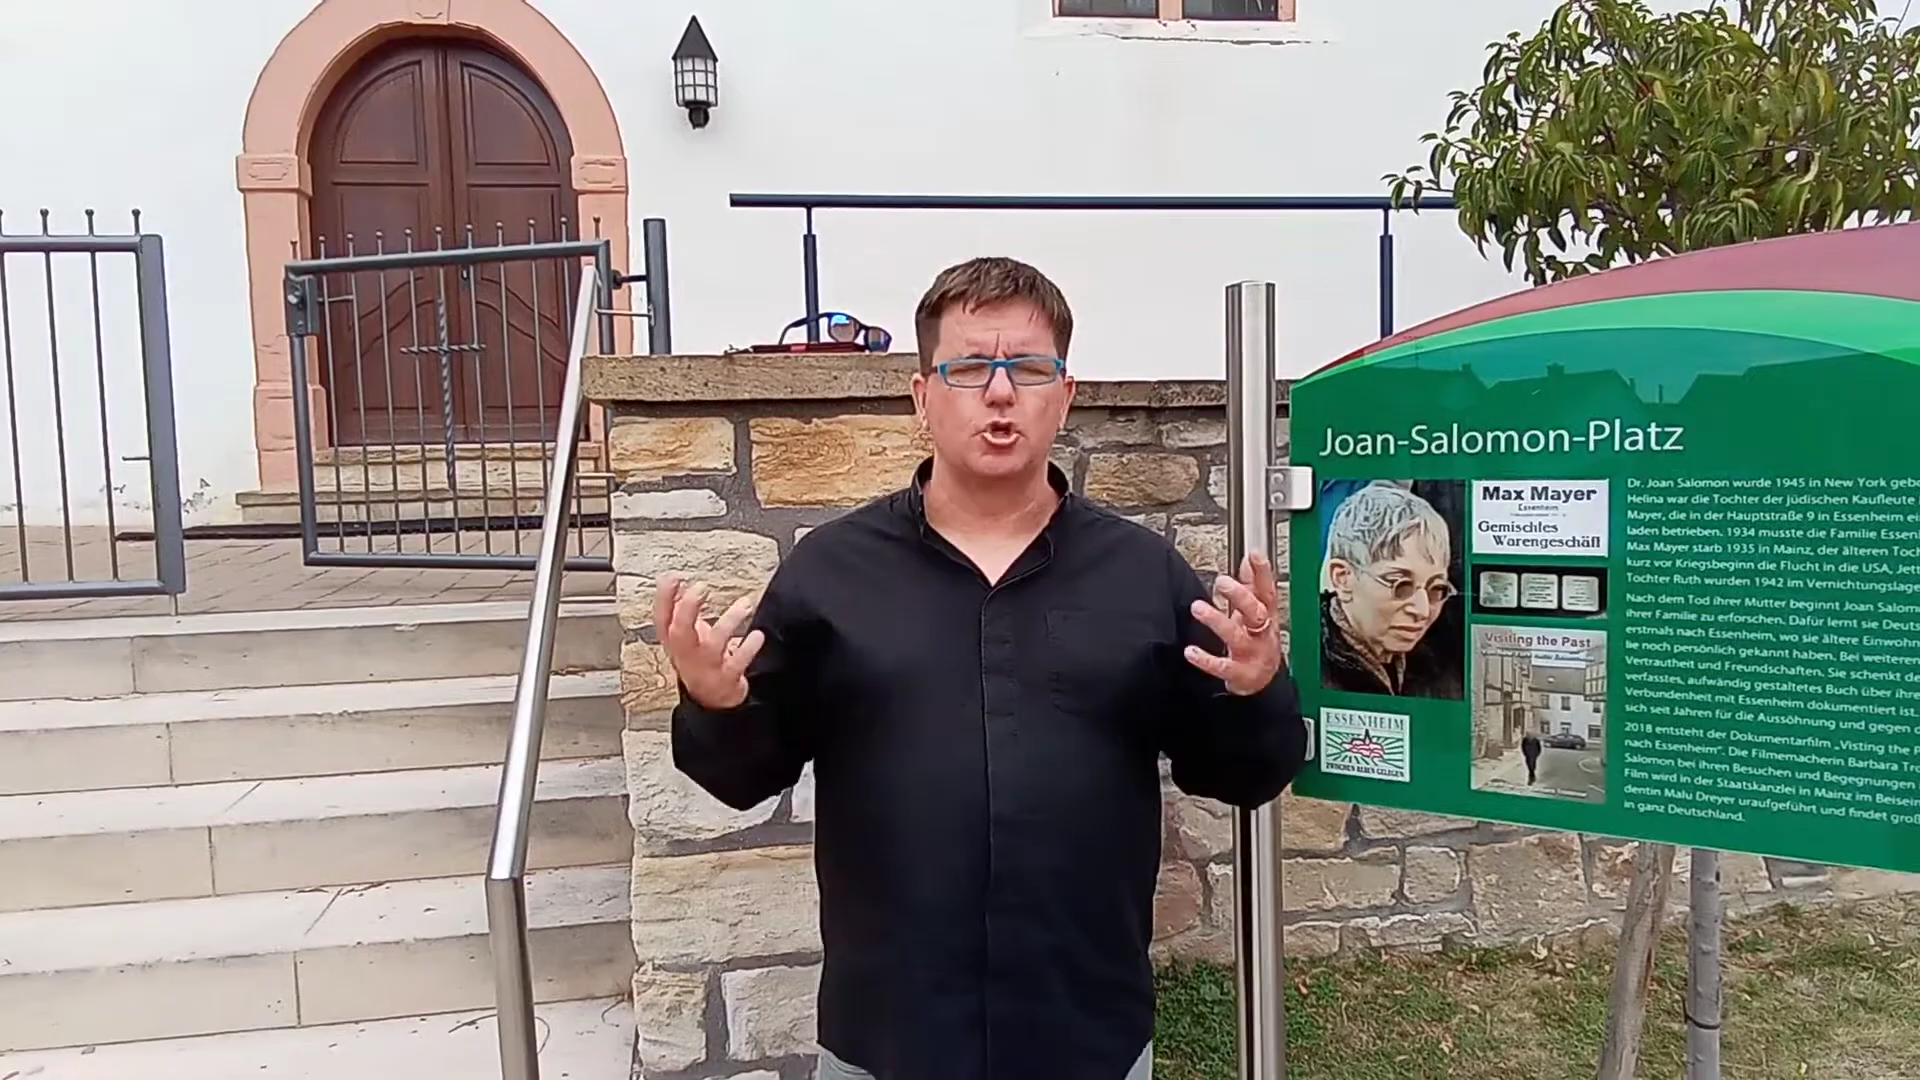 Joan-Salomon-Platz
Max Mayer
Essenheim
Gemischtes
Warengeschäft
Visiting the Past
ESSENHEIM
ZWISCHEN REBEN GELEGEN
Dr. Joan Salomon wurde 1945 in New York gebo
Helina war die Tochter der jüdischen Kaufleute
Mayer, die in der Hauptstraße 9 in Essenheim ei
laden betrieben. 1934 musste die Familie Essen
Max Mayer starb 1935 in Mainz, der älteren Toch
kurz vor Kriegsbeginn die Flucht in die USA, Jett
Tochter Ruth wurden 1942 im Vernichtungslage
Nach dem Tod ihrer Mutter beginnt Joan Salom
ihrer Familie zu erforschen. Dafür lernt sie Deuts
erstmals nach Essenheim, wo sie ältere Einwohn
lie noch persönlich gekannt haben. Bei weiteren
Vertrautheit und Freundschaften. Sie schenkt de
verfasstes, aufwändig gestaltetes Buch über ihre
Verbundenheit mit Essenheim dokumentiert ist.
sich seit Jahren für die Aussöhnung und gegen d
2018 entsteht der Dokumentarfilm „Visting the P
nach Essenheim". Die Filmemacherin Barbara Tro
Salomon bei ihren Besuchen und Begegnungen
Film wird in der Staatskanzlei in Mainz im Beisein
dentin Malu Dreyer uraufgeführt und findet groß
in ganz Deutschland.